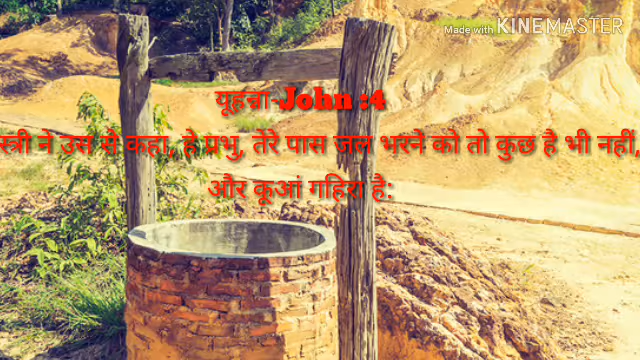 Made with KINEMASTER
यूहन्ना-John :4
स्त्री ने उस से कहा, हे प्रभु, तेरे पास जल भरने को तो कुछ है भी नहीं,
और कूआं गहिरा है: